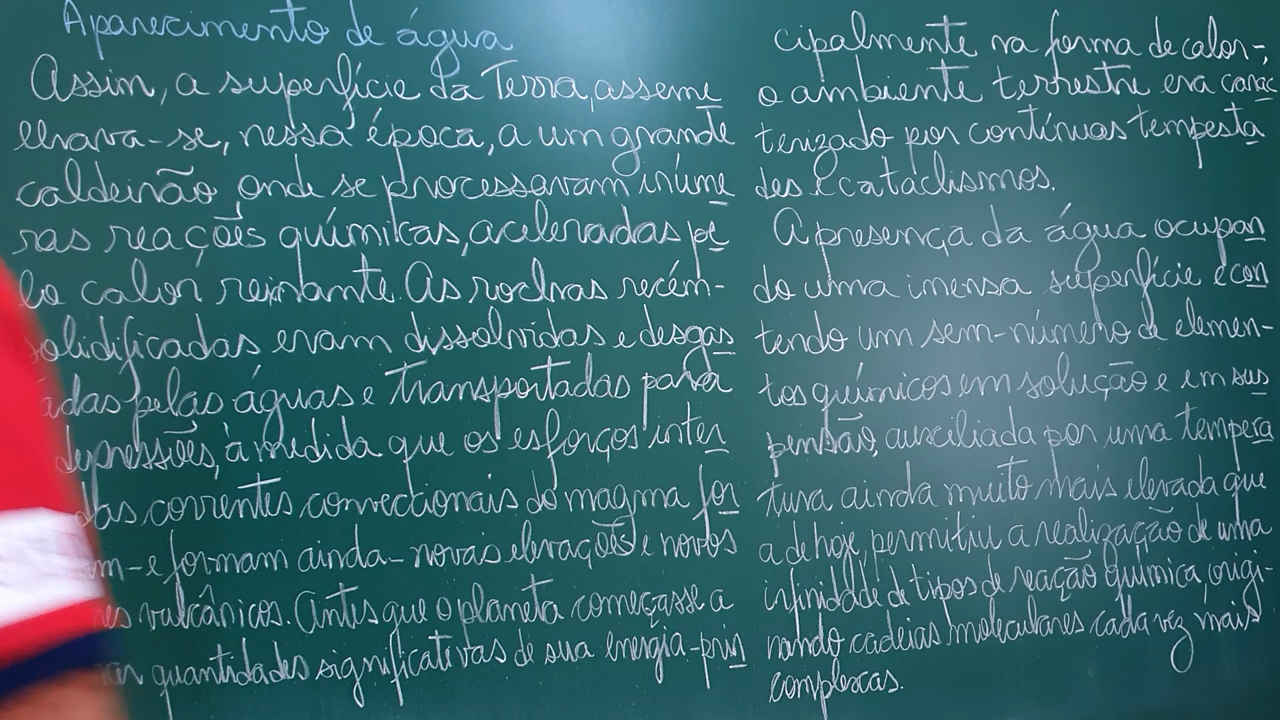 Aparecimento de água
Assim, a superfície da Terra, asseme
lhava-se, nessa época, a um grande
caldeirão, onde se processavam inúme
ras reações químicas, aceleradas pe
lo calor reinante. As rochas recém-
solidificadas eram dissolvidas e desgas
adas pelas águas e transportadas para
depressões, à medida que os esforços inter
das correntes conveccionais do magma for
am-e formam ainda-novas elevações e novos
es vulcânicos. Antes que o planeta começasse a
ar quantidades significativas de sua energia-prin
cipalmente na forma de calor-,
o ambiente terrestre era carac
terizado por contínuas tempesta
des e cataclismos.
A presença da água ocupan
do uma imensa superfície e con
tendo um sem-número de elemen-
tos químicos em solução e em sus
pensão, auxiliada por uma tempera
tura ainda muito mais elevada que
a de hoje, permitiu a realização de uma
infinidade de tipos de reação química, origi-
nando cadeias moleculares cada vez mais
complexas.